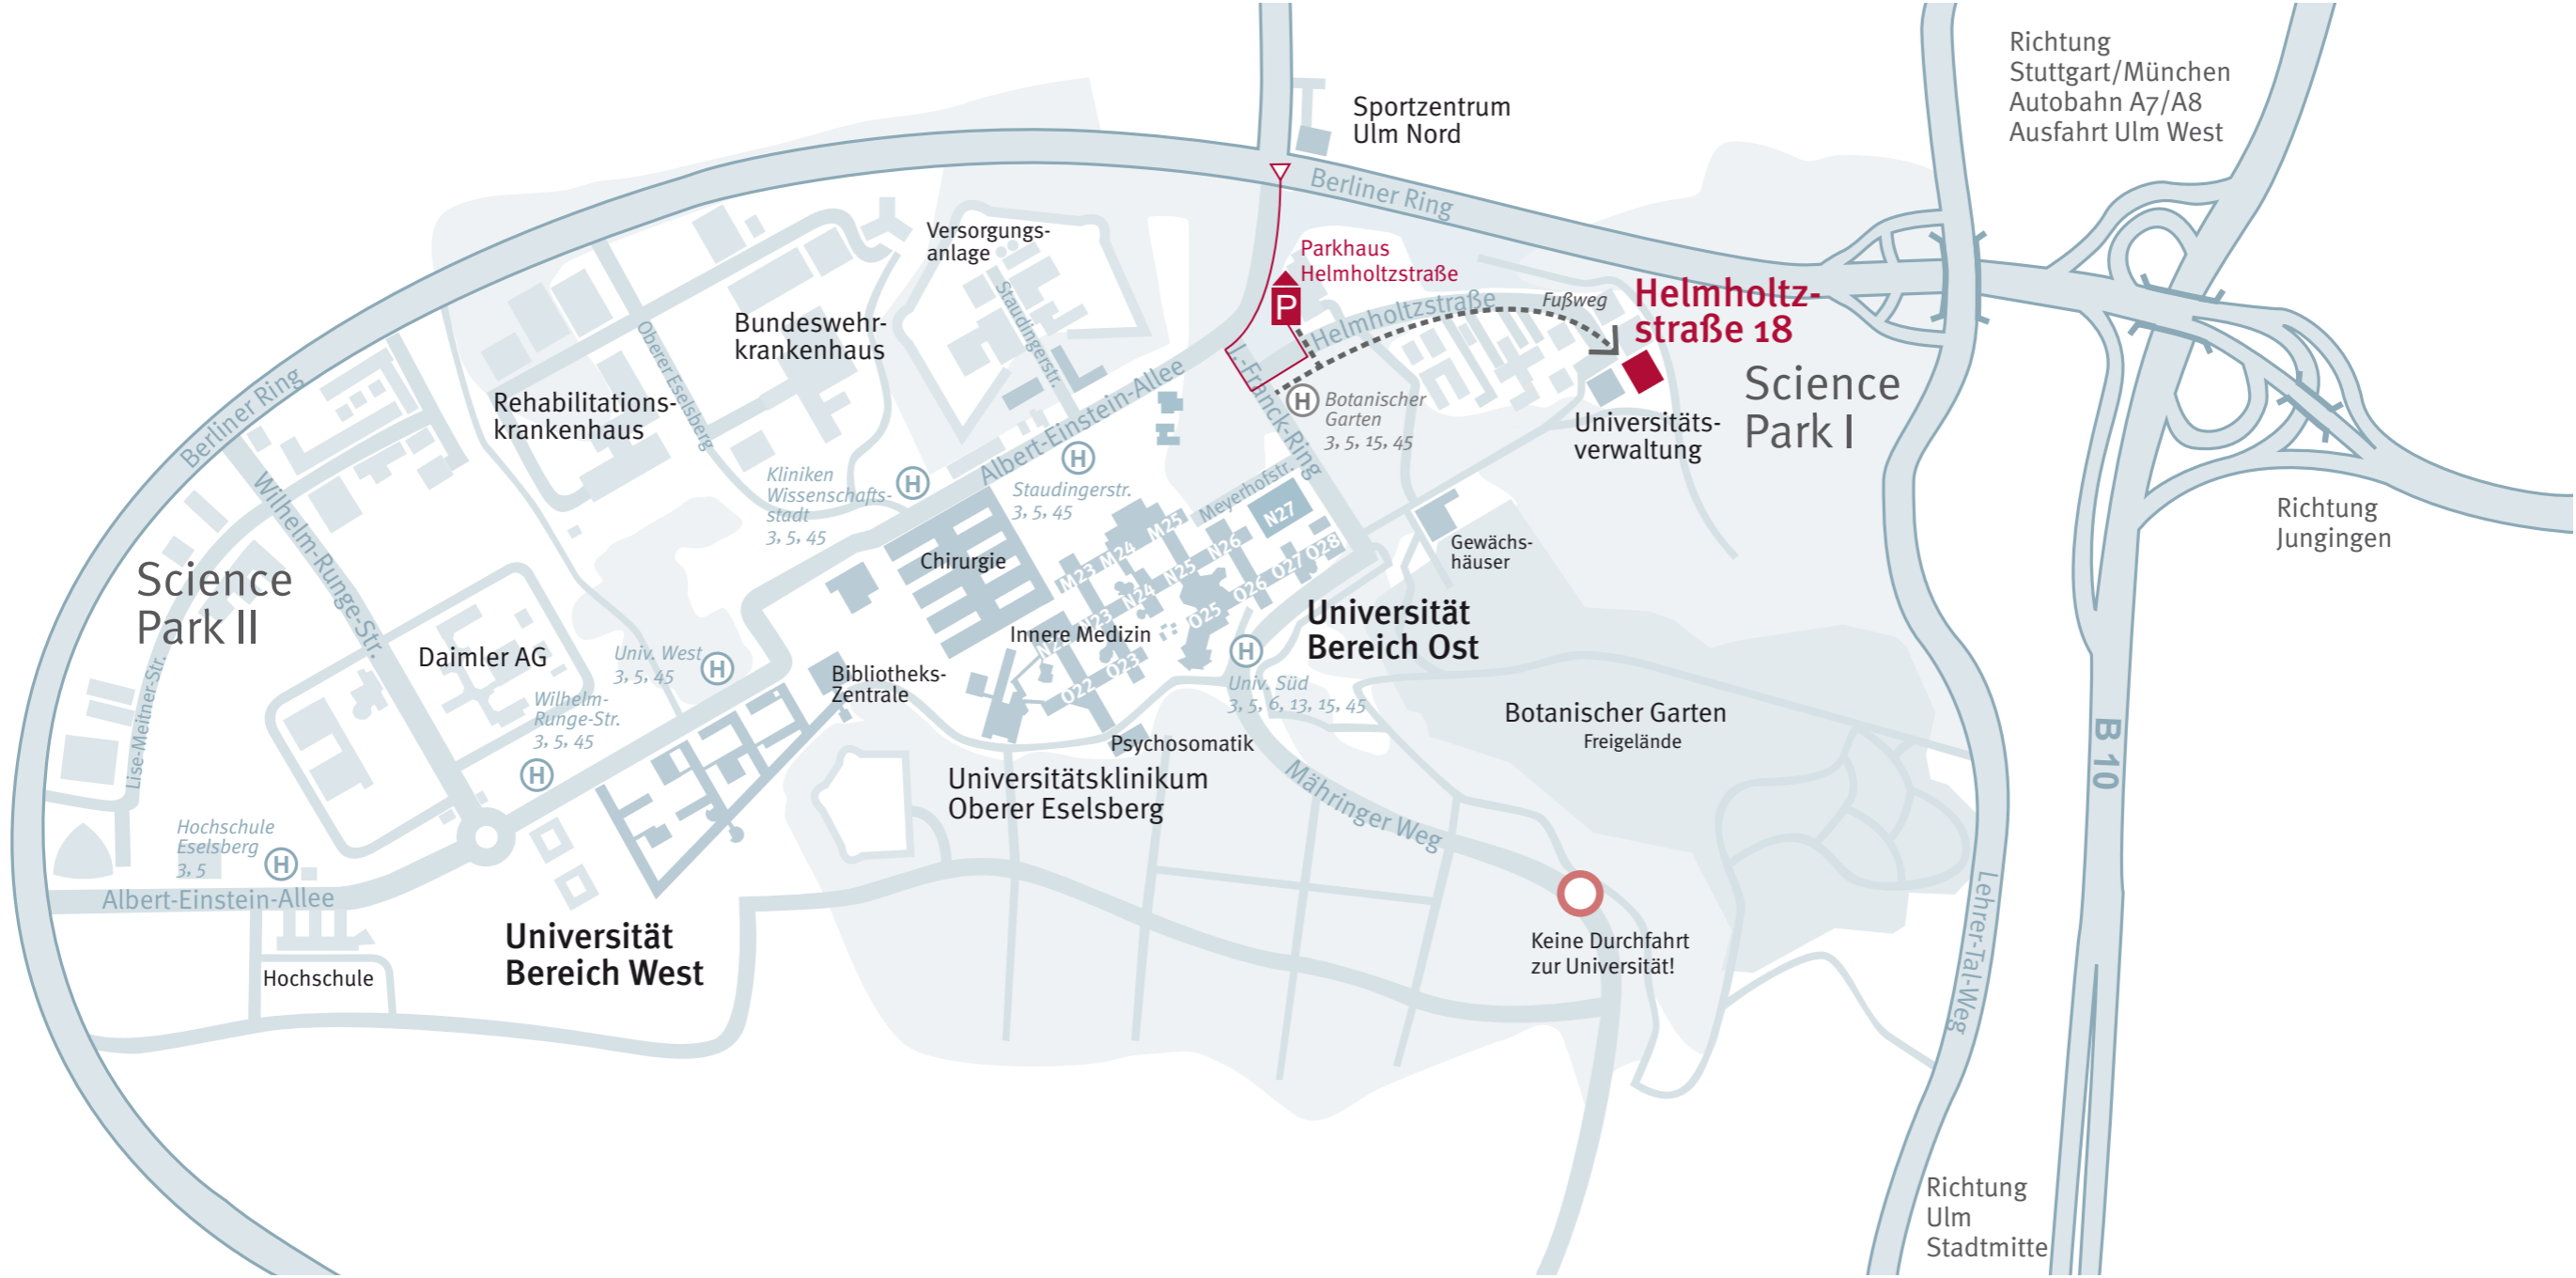 Richtung
Stuttgart/München
Autobahn A7/A8
Ausfahrt Ulm West
Sportzentrum
Ulm Nord
Berliner Ring
Versorgungs-
anlage
Parkhaus
Helmholtzstraße
P
Helmholtzstraße
Fußweg
Helmholtz-
straße 18
Staudingerstr.
Bundeswehr-
krankenhaus
Oberer Eselsberg
Albert-Einstein-Allee
J.-Franck-Ring
Science
Park I
Universitäts-
verwaltung
H
Botanischer
Garten
3, 5, 15, 45
Berliner Ring
Rehabilitations-
krankenhaus
Kliniken
Wissenschafts-
stadt
3, 5, 45
H
H
Staudingerstr.
3, 5, 45
Meyerhofstr.
N27
M25
M24
M23
N26
N25
N24
N23
O28
O27
O26
O25
O23
O22
Richtung
Jungingen
Gewächs-
häuser
Wilhelm-Runge-Str.
Chirurgie
Science
Park II
Universität
Bereich Ost
Innere Medizin
H
Univ. Süd
3, 5, 6, 13, 15, 45
Daimler AG
Univ. West
3, 5, 45
H
Bibliotheks-
Zentrale
Lise-Meitner-Str.
Wilhelm-
Runge-Str.
3, 5, 45
H
Botanischer Garten
Freigelände
Psychosomatik
B 10
Universitätsklinikum
Oberer Eselsberg
Mähringer Weg
Hochschule
Eselsberg
3, 5
H
Albert-Einstein-Allee
Lehrer-Tal-Weg
Universität
Bereich West
Keine Durchfahrt
zur Universität!
Hochschule
Richtung
Ulm
Stadtmitte